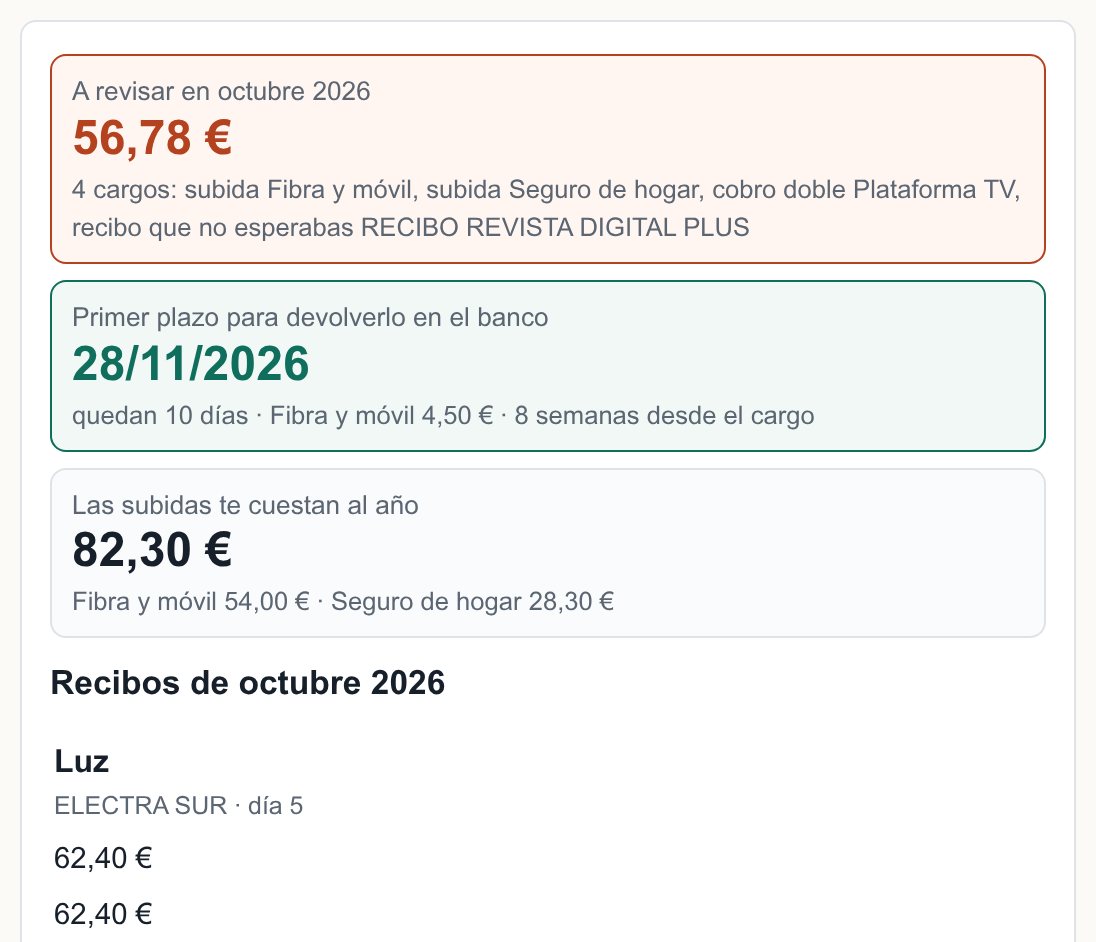 A revisar en octubre 2026
56,78 €
4 cargos: subida Fibra y móvil, subida Seguro de hogar, cobro doble Plataforma TV,
recibo que no esperabas RECIBO REVISTA DIGITAL PLUS
Primer plazo para devolverlo en el banco
28/11/2026
quedan 10 días · Fibra y móvil 4,50 € · 8 semanas desde el cargo
Las subidas te cuestan al año
82,30 €
Fibra y móvil 54,00 € · Seguro de hogar 28,30 €
Recibos de octubre 2026
Luz
ELECTRA SUR · día 5
62,40 €
62,40 €